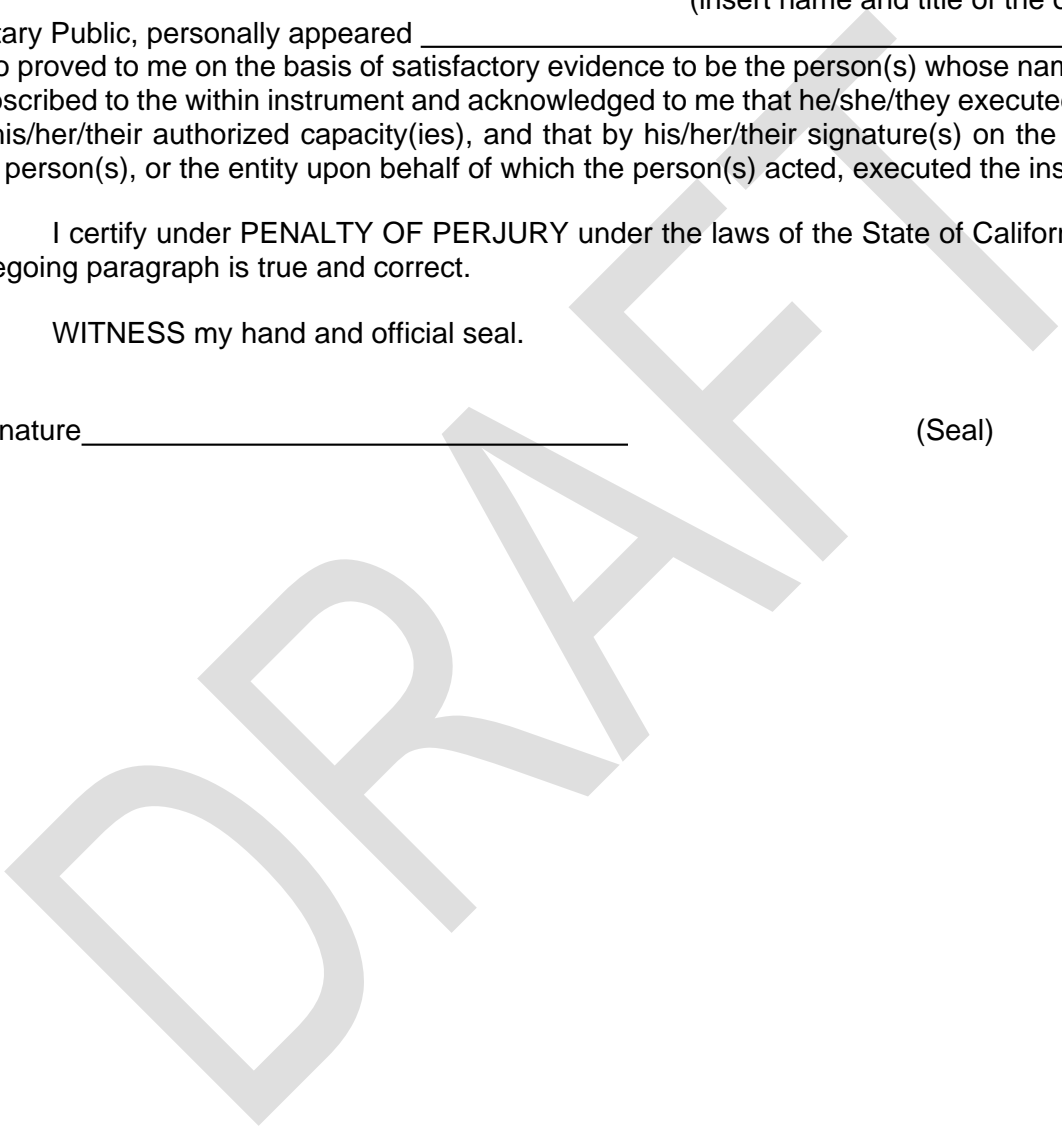 (insert name and title of the o
tary Public, personally appeared
o proved to me on the basis of satisfactory evidence to be the person(s) whose nam
bscribed to the within instrument and acknowledged to me that he/she/they execute
his/her/their authorized capacity(ies), and that by his/her/their signature(s) on the
person(s), or the entity upon behalf of which the person(s) acted, executed the ins
I certify under PENALTY OF PERJURY under the laws of the State of Califor
egoing paragraph is true and correct.
WITNESS my hand and official seal.
nature (Seal)
DRAFT